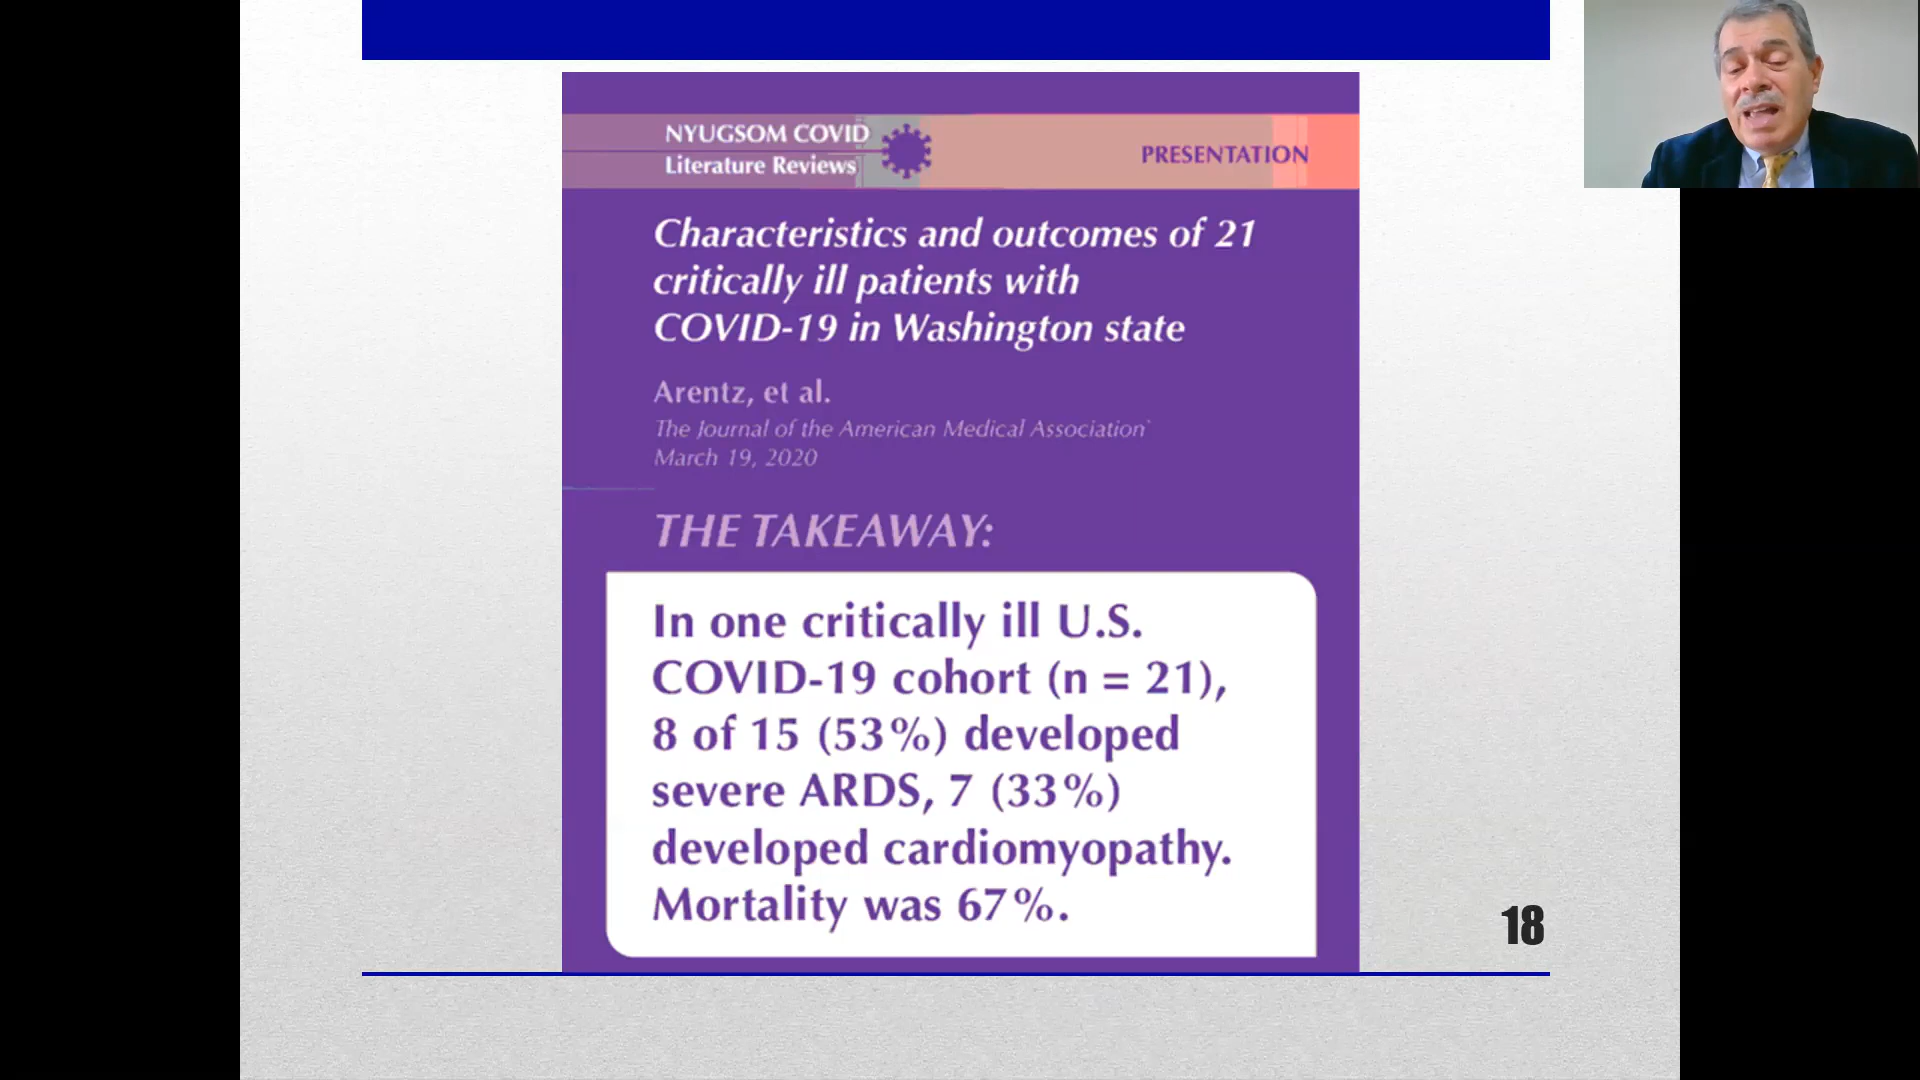 NYUGSOM COVID
Literature Reviews
PRESENTATION
Characteristics and outcomes of 21
critically ill patients with
COVID-19 in Washington state
Arentz, et al.
The Journal of the American Medical Association
March 19, 2020
THE TAKEAWAY:
In one critically ill U.S.
COVID-19 cohort (n = 21),
8 of 15 (53%) developed
severe ARDS, 7 (33%)
developed cardiomyopathy.
Mortality was 67%.
18